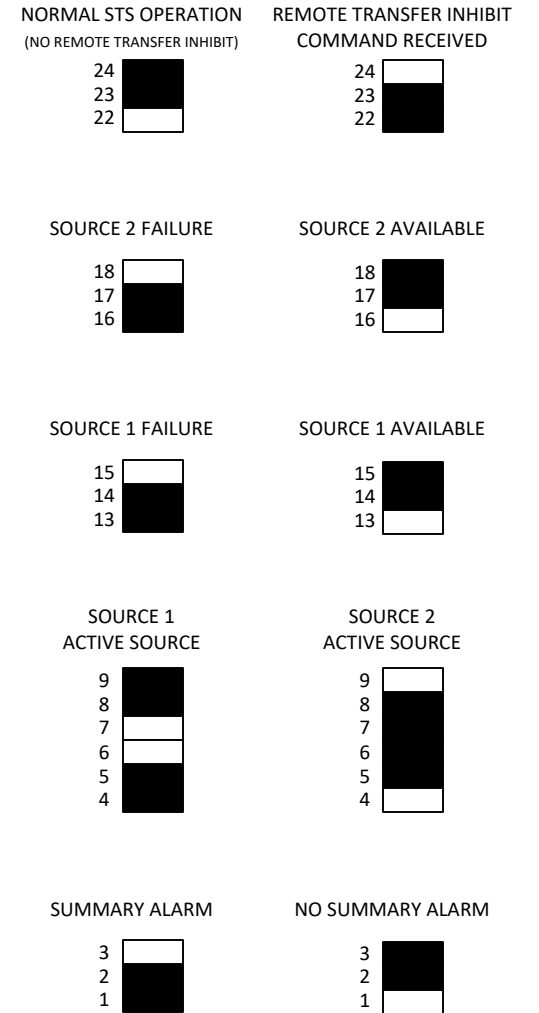 NORMAL STS OPERATION
(NO REMOTE TRANSFER INHIBIT)
24
23
22
REMOTE TRANSFER INHIBIT
COMMAND RECEIVED
24
23
22
SOURCE 2 FAILURE
18
17
16
SOURCE 2 AVAILABLE
18
17
16
SOURCE 1 FAILURE
15
14
13
SOURCE 1 AVAILABLE
15
14
13
SOURCE 1
ACTIVE SOURCE
9
8
7
6
5
4
SOURCE 2
ACTIVE SOURCE
9
8
7
6
5
4
SUMMARY ALARM
3
2
1
NO SUMMARY ALARM
3
2
1